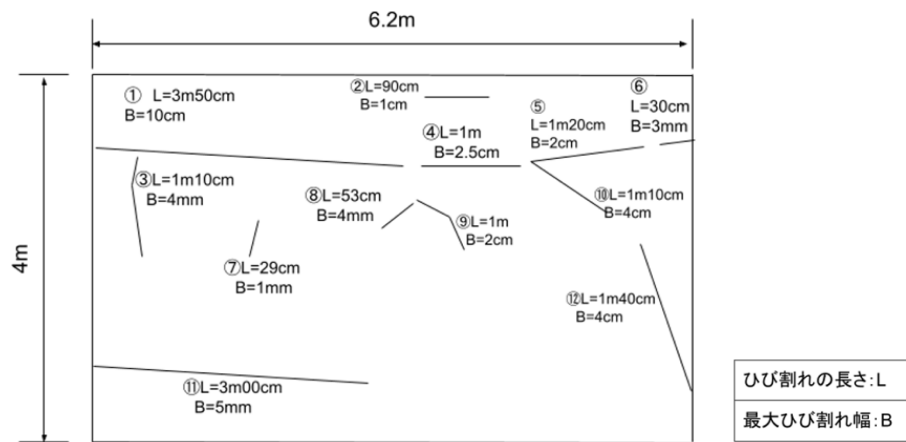 6.2m
4m
① L=3m50cm
B=10cm
②L=90cm
B=1cm
⑥
L=30cm
B=3mm
⑤
L=1m20cm
B=2cm
④L=1m
B=2.5cm
③L=1m10cm
B=4mm
⑧L=53cm
B=4mm
⑩L=1m10cm
B=4cm
⑨L=1m
B=2cm
⑦L=29cm
B=1mm
⑫L=1m40cm
B=4cm
⑪L=3m00cm
B=5mm
ひび割れの長さ:L
最大ひび割れ幅:B